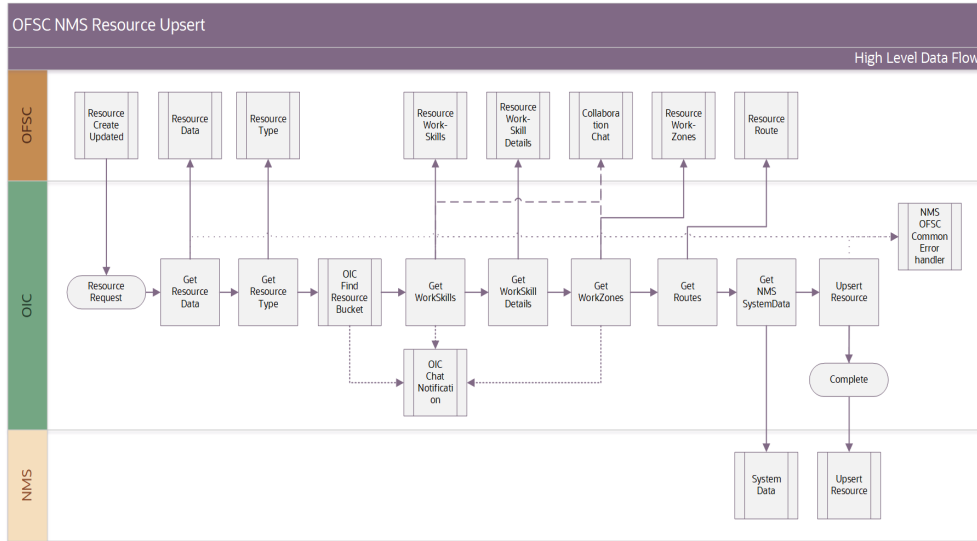 OFSC NMS Resource Upsert
High Level Data Flow
OFSC
Resource
Create
Updated
Resource
Data
Resource
Type
Resource
Work-
Skills
Resource
Work-
Skill
Details
Collabora
tion
Chat
Resource
Work-
Zones
Resource
Route
OIC
NMS
OFSC
Common
Error
handler
Resource
Request
Get
Resource
Data
Get
Resource
Type
OIC
Find
Resource
Bucket
Get
WorkSkills
Get
WorkSkill
Details
Get
WorkZones
Get
Routes
Get
NMS
SystemData
Upsert
Resource
OIC
Chat
Notificati
on
Complete
NMS
System
Data
Upsert
Resource